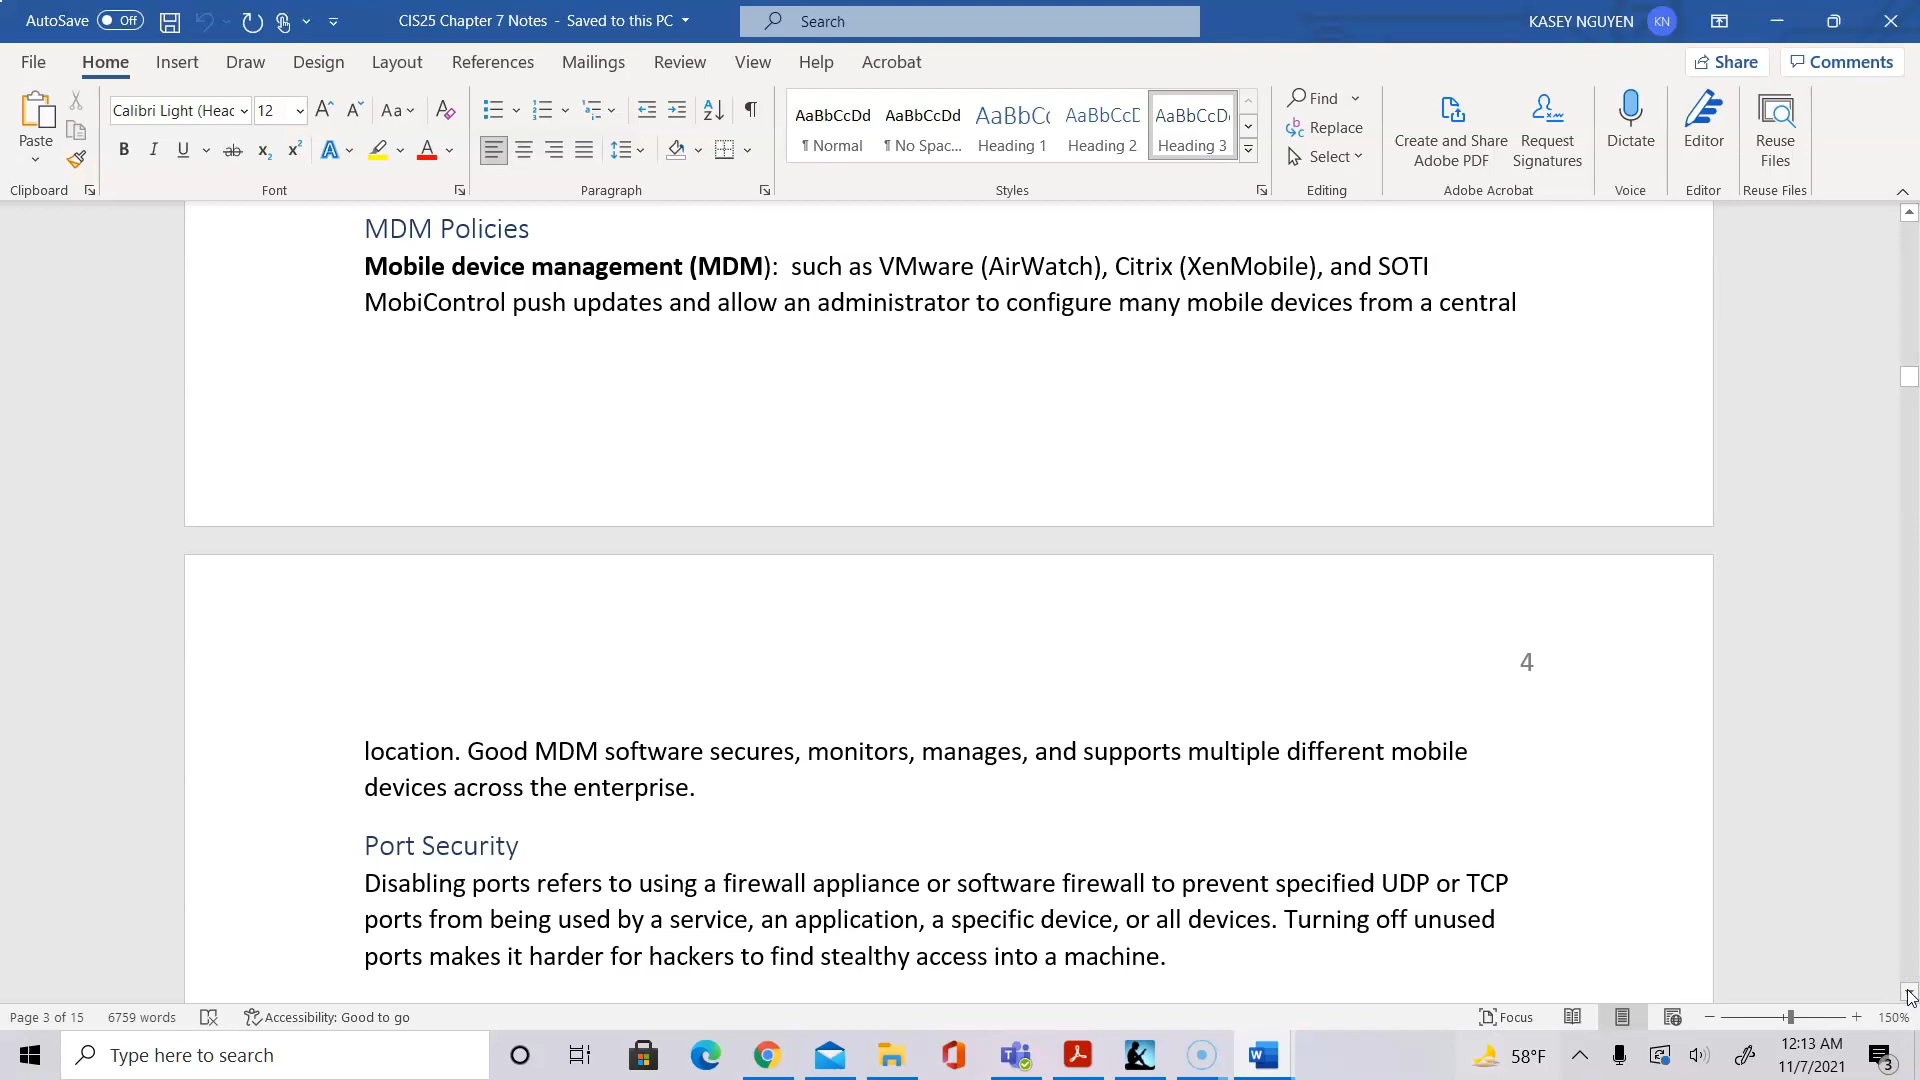 AutoSave Off CIS25 Chapter 7 Notes - Saved to this PC Search KASEY NGUYEN KN
File Home Insert Draw Design Layout References Mailings Review View Help Acrobat Share Comments
Paste Calibri Light (Heac 12 Aa
B I U ab x2 x2 A A
AaBbCcDd AaBbCcDd AaBbCc AaBbCcD AaBbCcD
¶ Normal ¶ No Spac... Heading 1 Heading 2 Heading 3
Find
Replace
Select
Create and Share Adobe PDF
Request Signatures
Dictate
Editor
Reuse Files
Clipboard Font Paragraph Styles Editing Adobe Acrobat Voice Editor Reuse Files
MDM Policies
Mobile device management (MDM): such as VMware (AirWatch), Citrix (XenMobile), and SOTI
MobiControl push updates and allow an administrator to configure many mobile devices from a central
4
location. Good MDM software secures, monitors, manages, and supports multiple different mobile
devices across the enterprise.
Port Security
Disabling ports refers to using a firewall appliance or software firewall to prevent specified UDP or TCP
ports from being used by a service, an application, a specific device, or all devices. Turning off unused
ports makes it harder for hackers to find stealthy access into a machine.
Page 3 of 15 6759 words Accessibility: Good to go Focus 150%
Type here to search 58°F 12:13 AM
11/7/2021 3